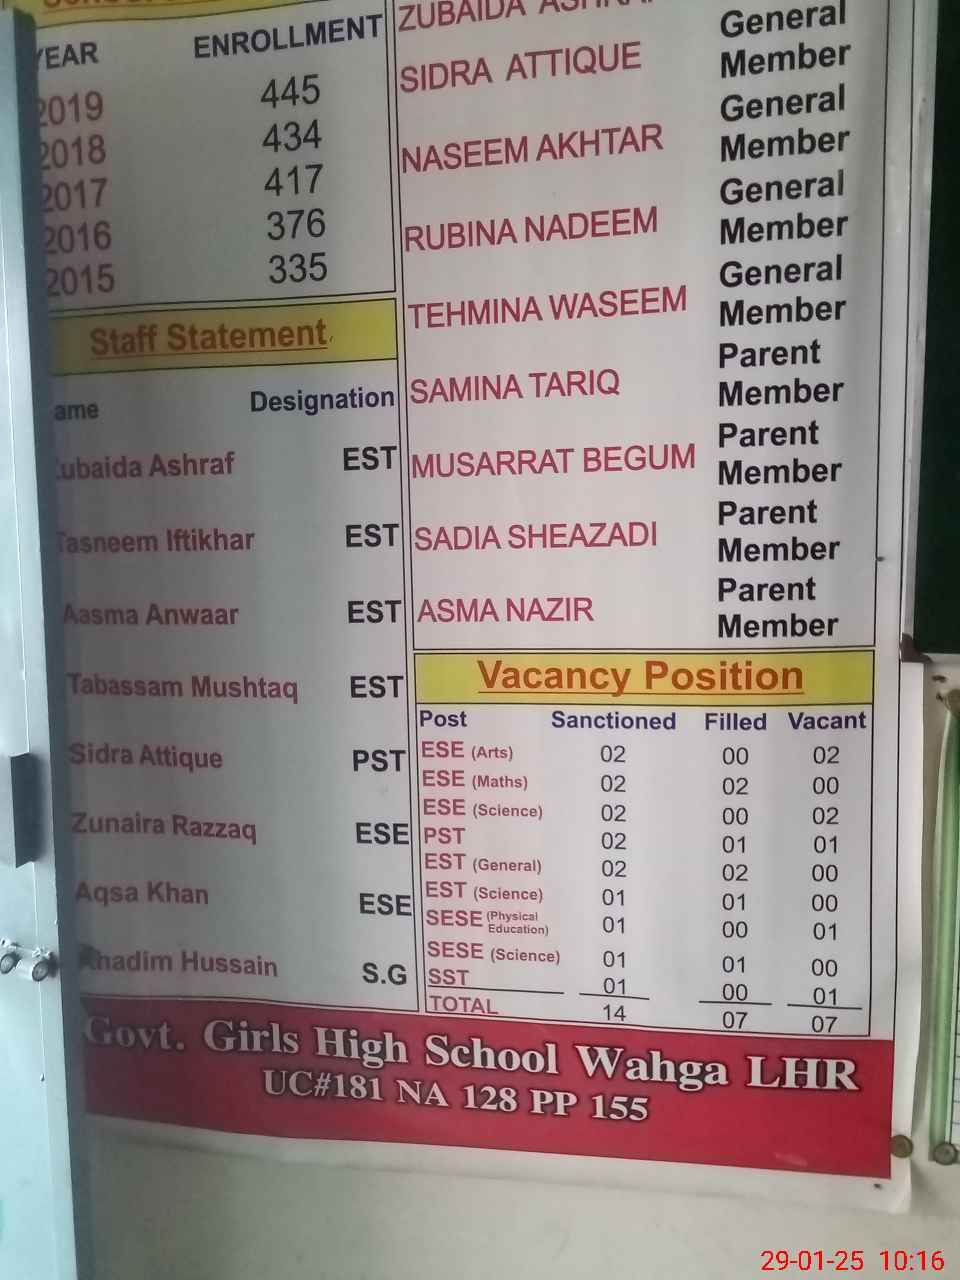 YEAR ENROLLMENT
2019 445
2018 434
2017 417
2016 376
2015 335
Staff Statement
ame Designation
ubaida Ashraf EST
Tasneem Iftikhar EST
Aasma Anwaar EST
Tabassam Mushtaq EST
Sidra Attique PST
Zunaira Razzaq ESE
Aqsa Khan ESE
Khadim Hussain S.G
ZUBAIDA General Member
SIDRA ATTIQUE General Member
NASEEM AKHTAR General Member
RUBINA NADEEM General Member
TEHMINA WASEEM Parent Member
SAMINA TARIQ Parent Member
MUSARRAT BEGUM Parent Member
SADIA SHEAZADI Parent Member
ASMA NAZIR
Vacancy Position
Post Sanctioned Filled Vacant
ESE (Arts) 02 00 02
ESE (Maths) 02 02 00
ESE (Science) 02 00 02
PST 02 01 01
EST (General) 02 02 00
EST (Science) 01 01 00
SESE (Physical Education) 01 00 01
SESE (Science) 01 01 00
SST 01 00 01
TOTAL 14 07 07
Govt. Girls High School Wahga LHR
UC#181 NA 128 PP 155
29-01-25 10:16